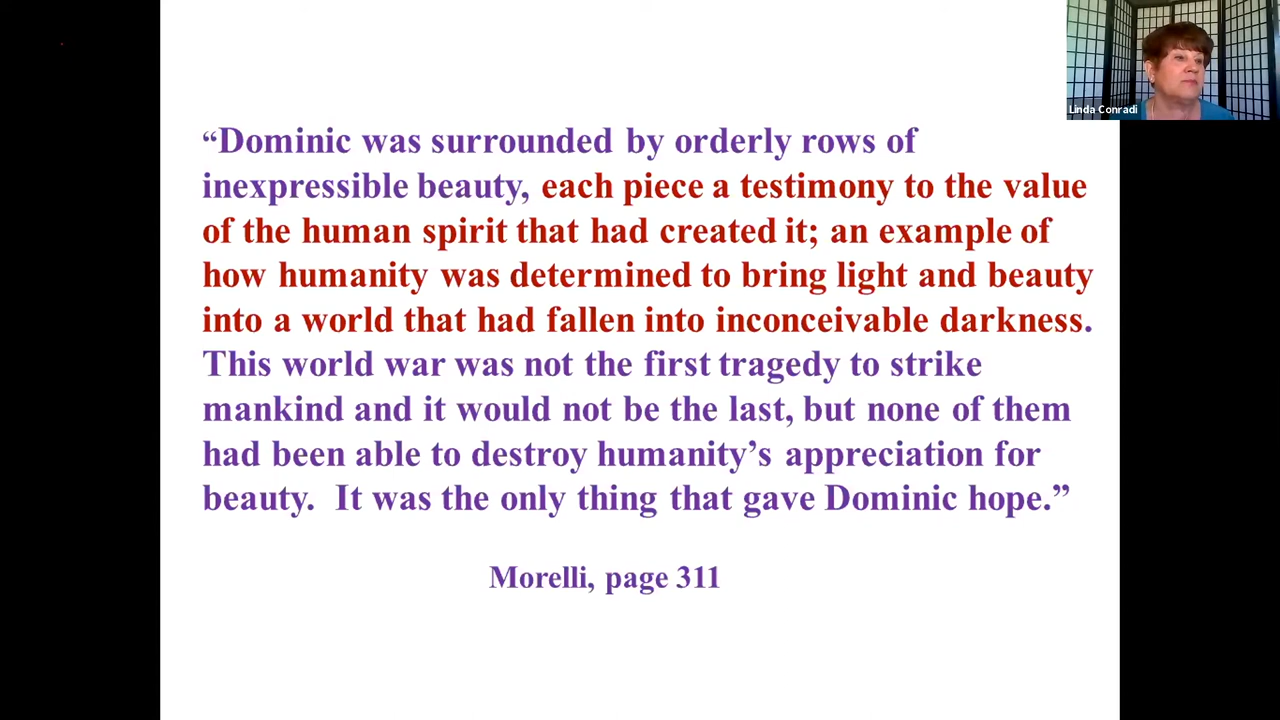 Linda Conradi
“Dominic was surrounded by orderly rows of
inexpressible beauty, each piece a testimony to the value
of the human spirit that had created it; an example of
how humanity was determined to bring light and beauty
into a world that had fallen into inconceivable darkness.
This world war was not the first tragedy to strike
mankind and it would not be the last, but none of them
had been able to destroy humanity’s appreciation for
beauty.  It was the only thing that gave Dominic hope.”
Morelli, page 311